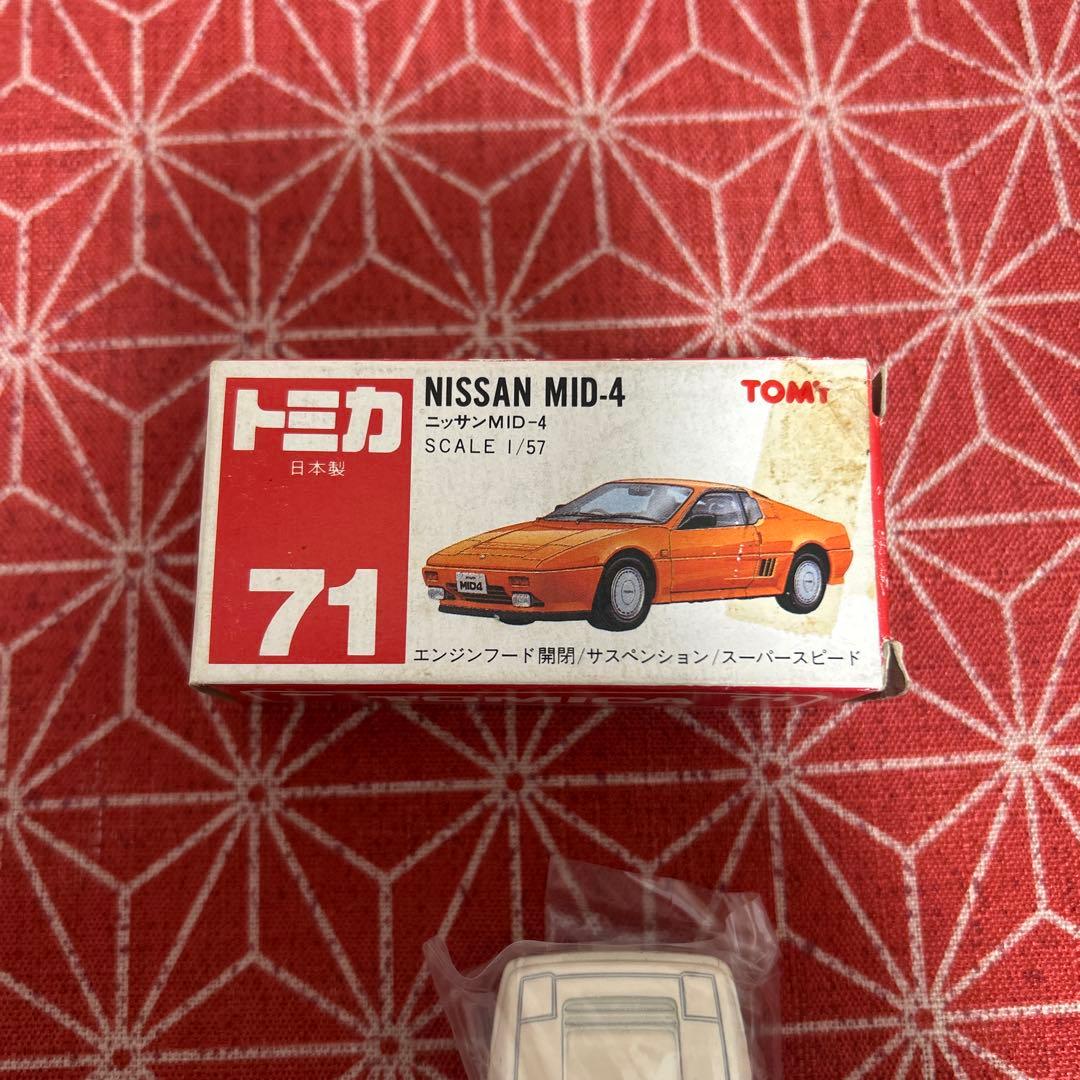 トミカ
日本製
71
NISSAN MID-4
ニッサンMID-4
SCALE 1/57
TOMY
MID4
エンジンフード開閉/サスペンション/スーパースピード